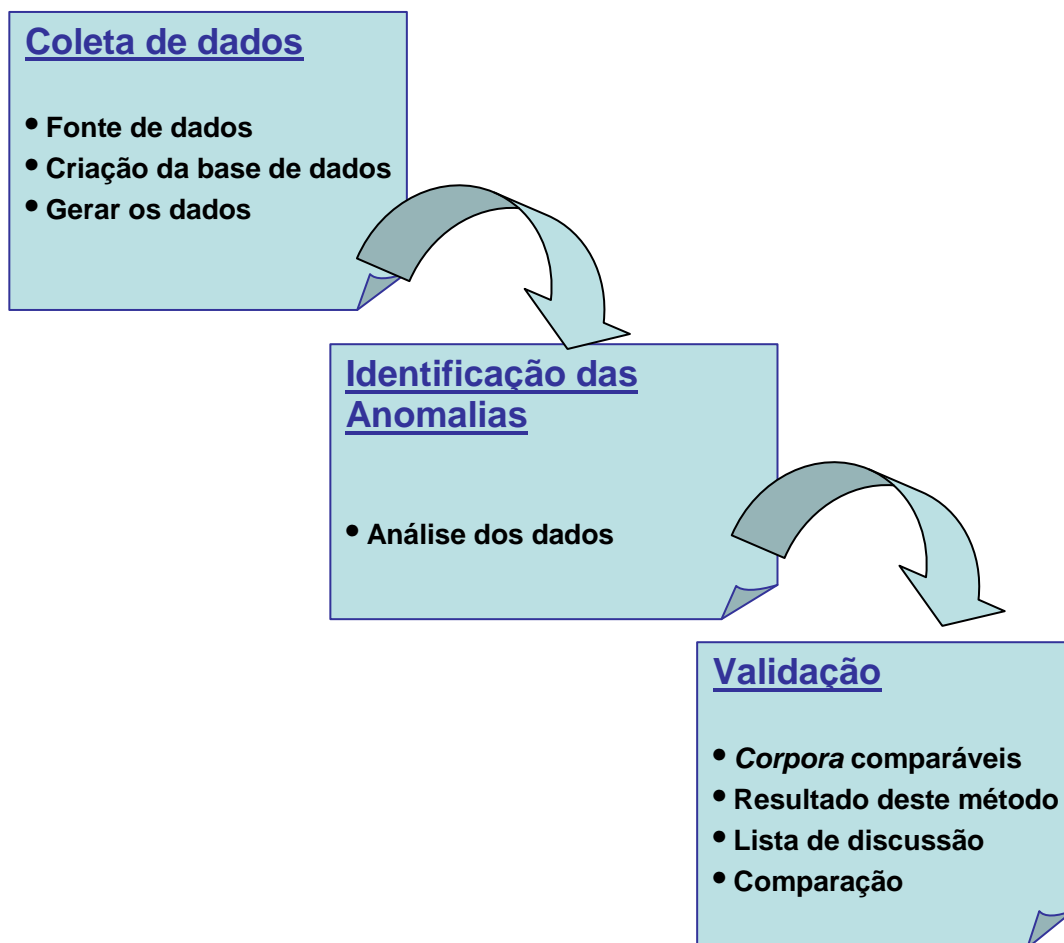 Coleta de dados
• Fonte de dados
• Criação da base de dados
• Gerar os dados
Identificação das
Anomalias
• Análise dos dados
Validação
• Corpora comparáveis
• Resultado deste método
• Lista de discussão
• Comparação